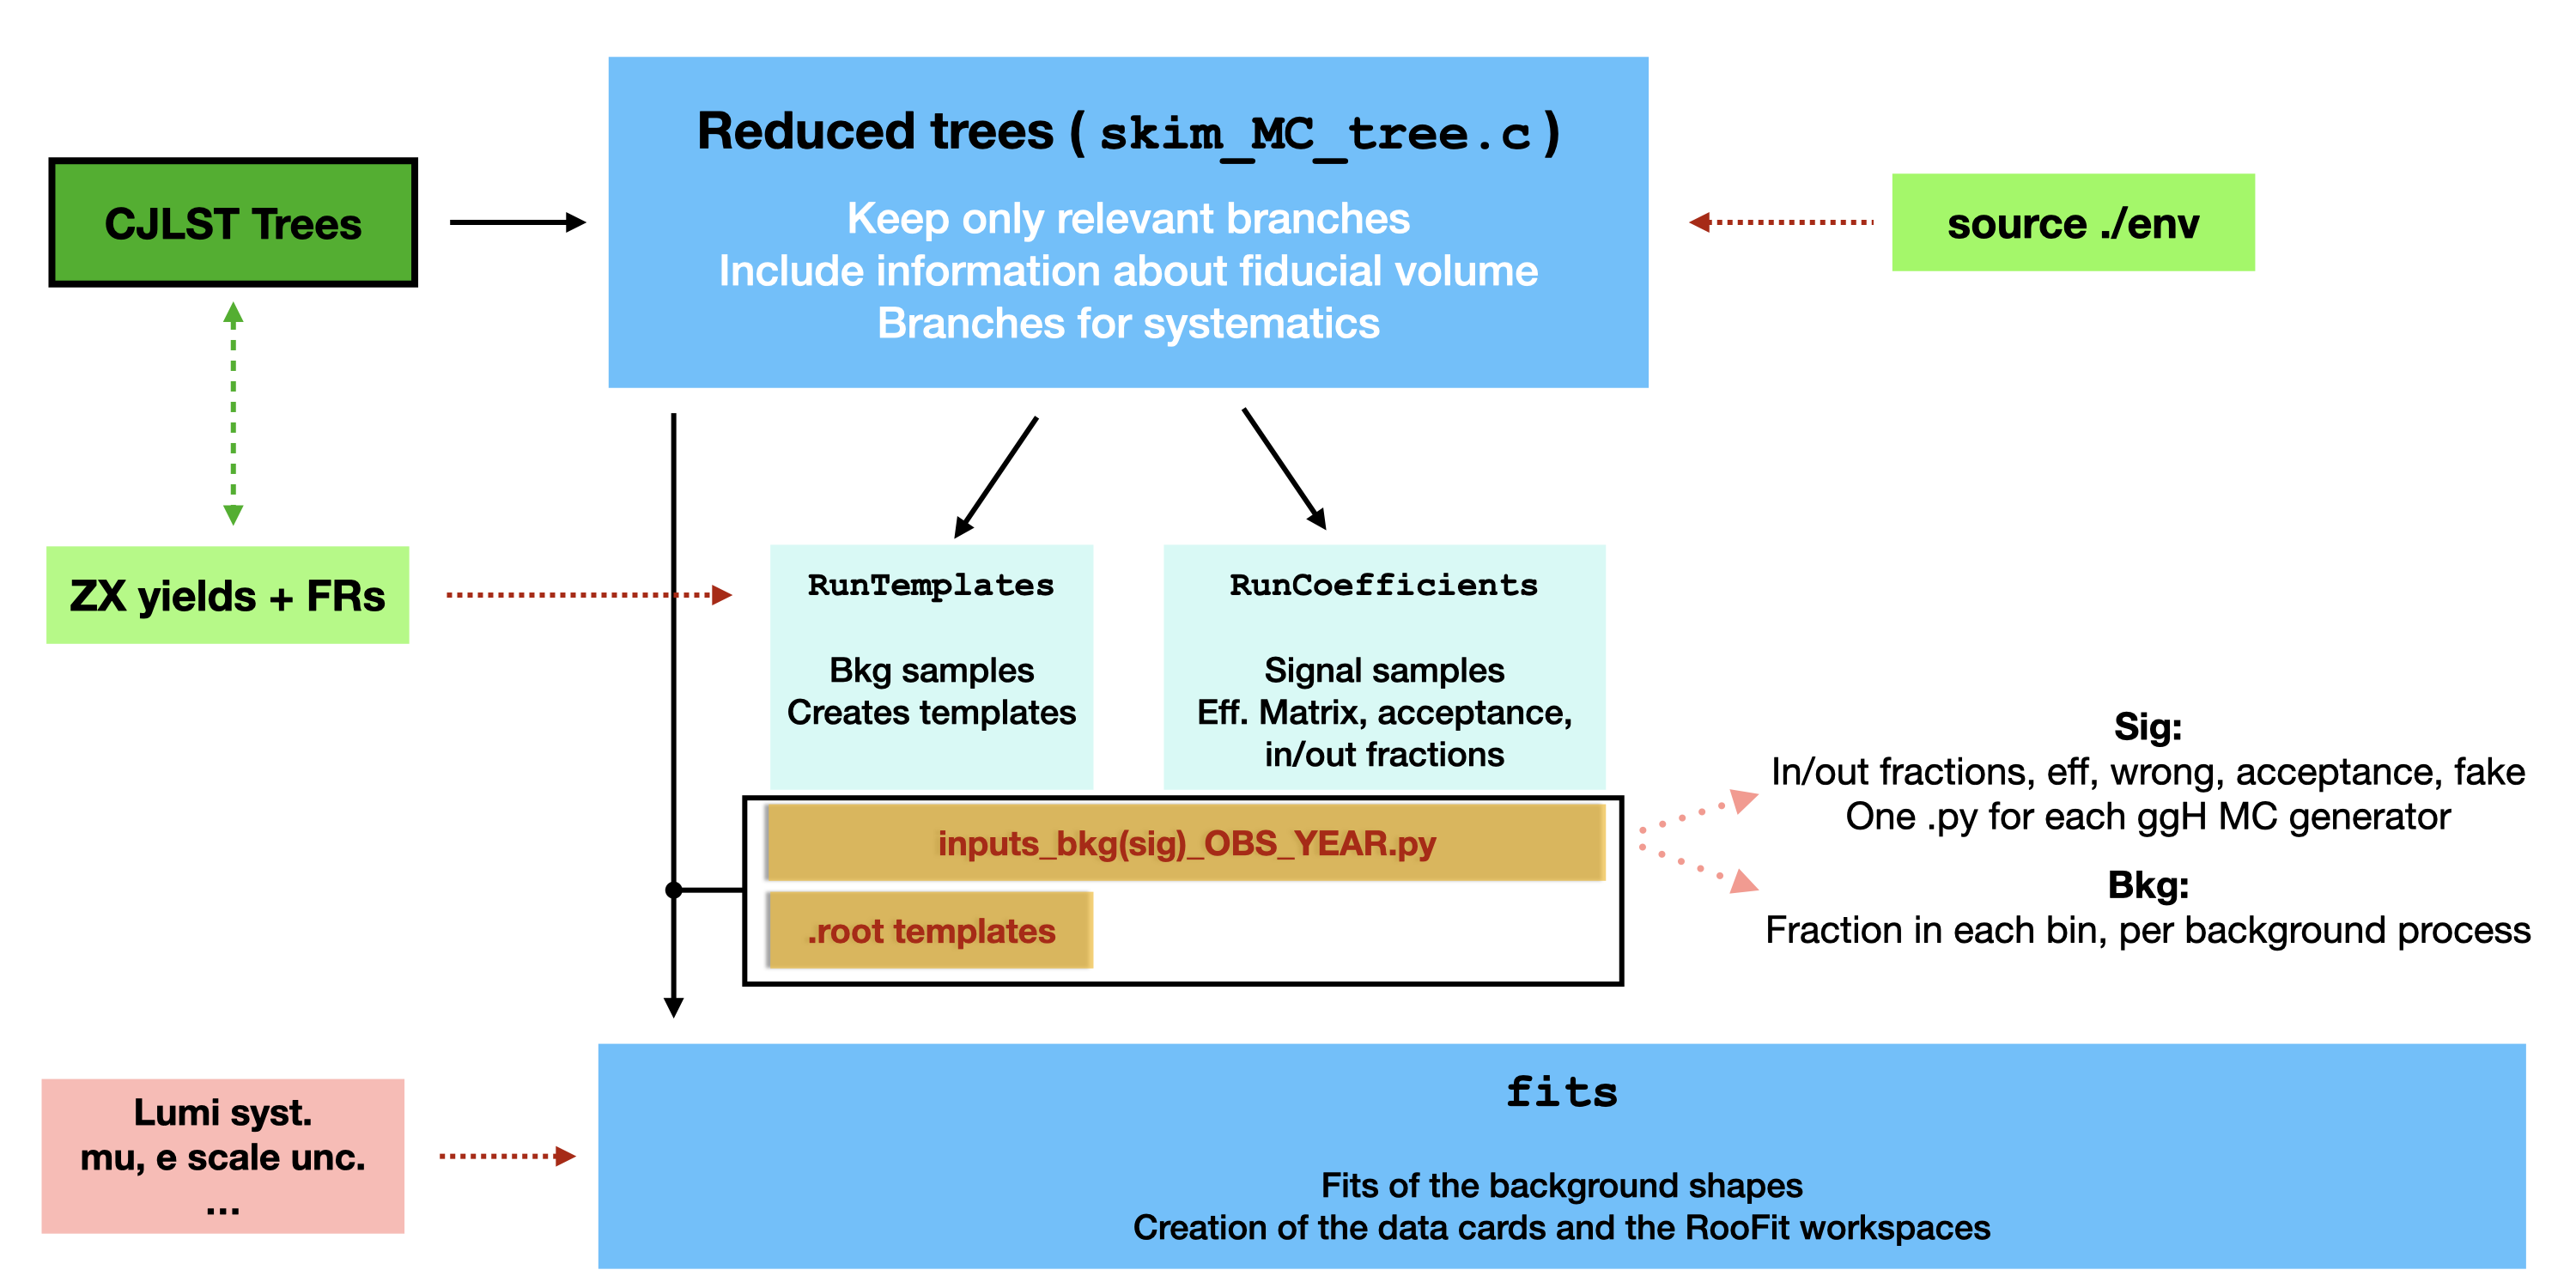 Reduced trees (skim_MC_tree.c)
Keep only relevant branches
Include information about fiducial volume
Branches for systematics
CJLST Trees
source ./env
ZX yields + FRs
RunTemplates
Bkg samples
Creates templates
RunCoefficients
Signal samples
Eff. Matrix, acceptance,
in/out fractions
inputs_bkg(sig)_OBS_YEAR.py
.root templates
Sig:
In/out fractions, eff, wrong, acceptance, fake
One .py for each ggH MC generator
Bkg:
Fraction in each bin, per background process
Lumi syst.
mu, e scale unc.
...
fits
Fits of the background shapes
Creation of the data cards and the RooFit workspaces